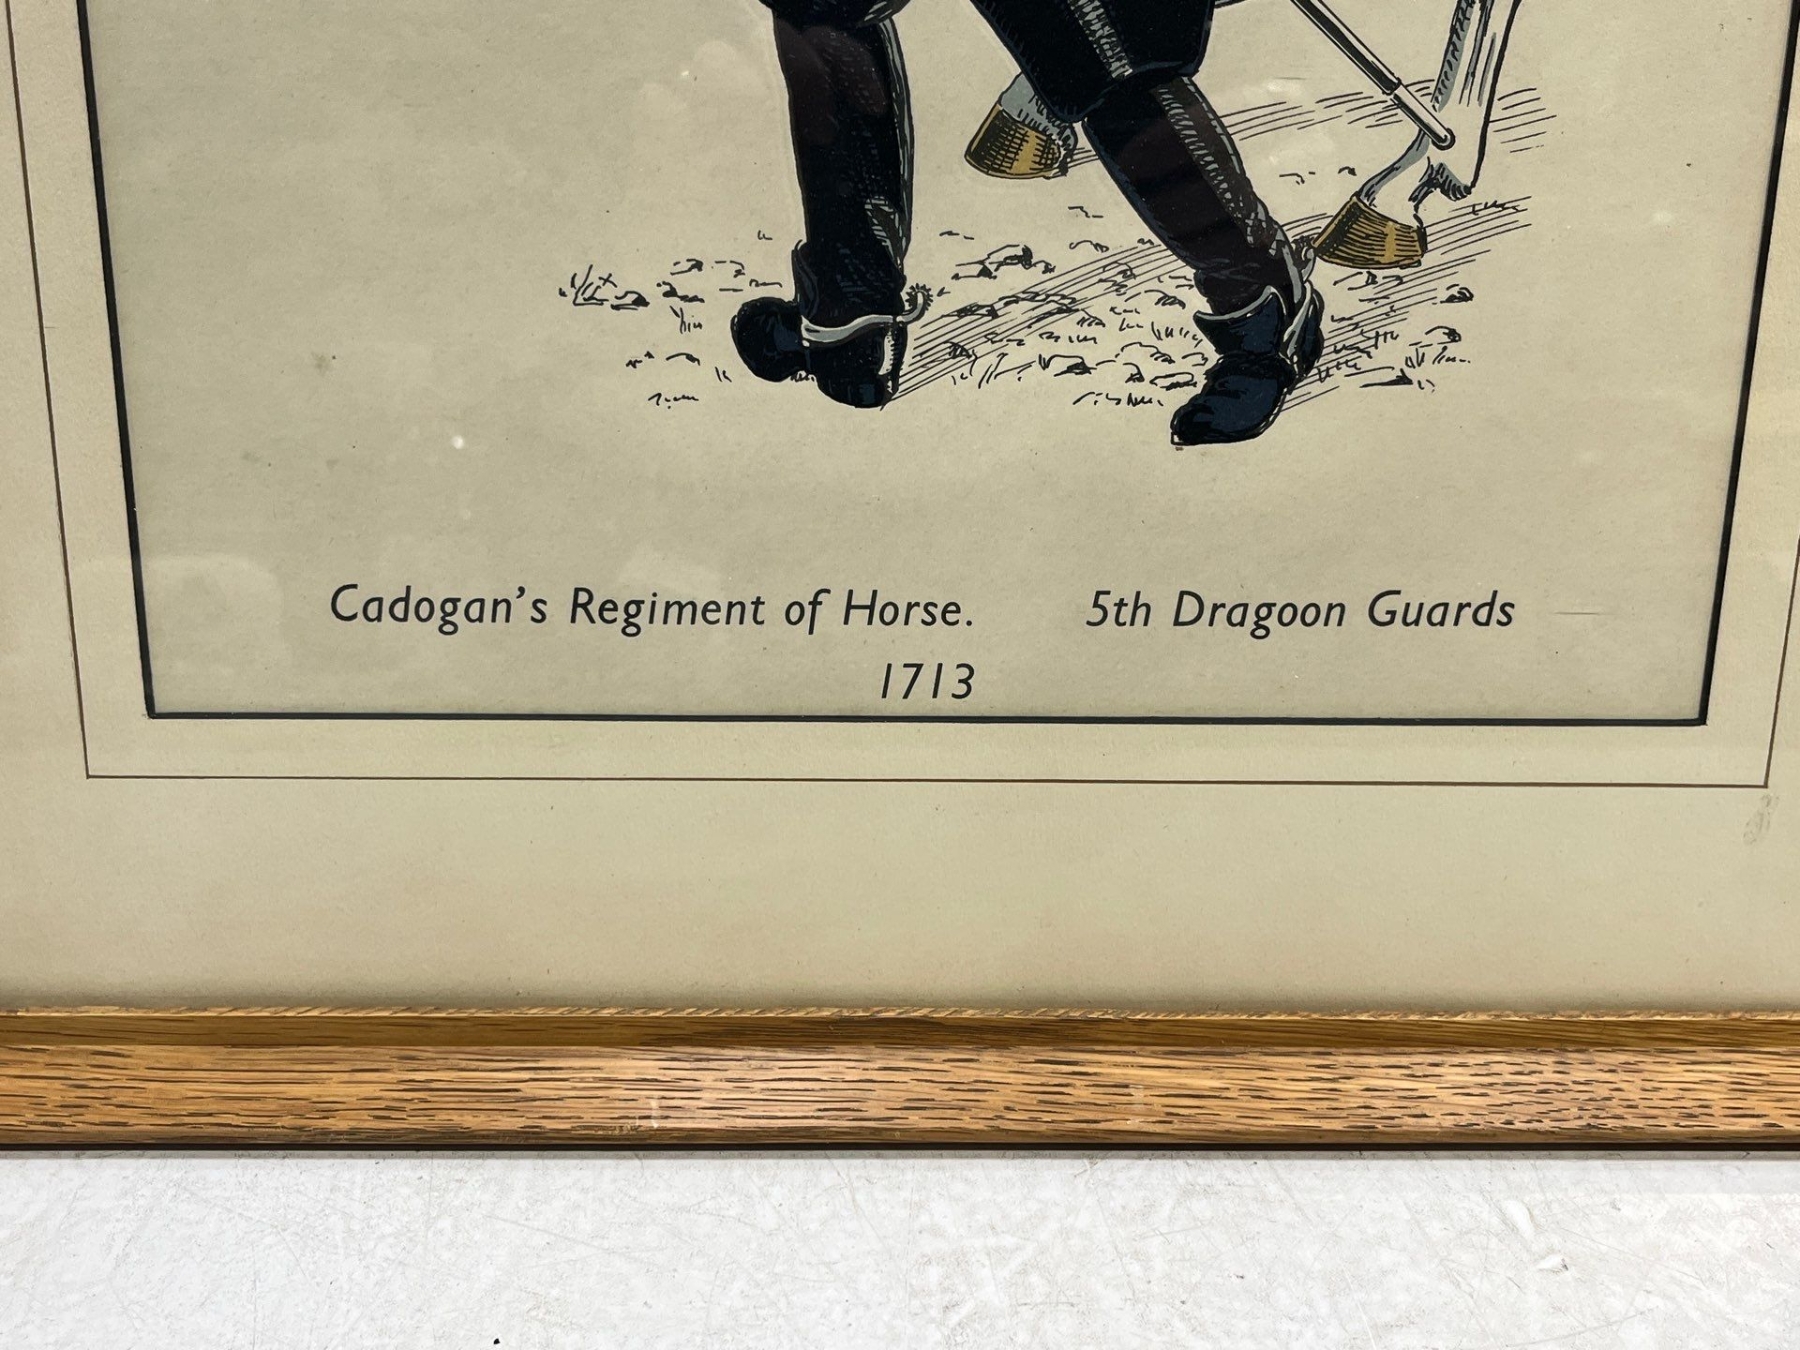 Cadogan's Regiment of Horse. 5th Dragoon Guards
1713